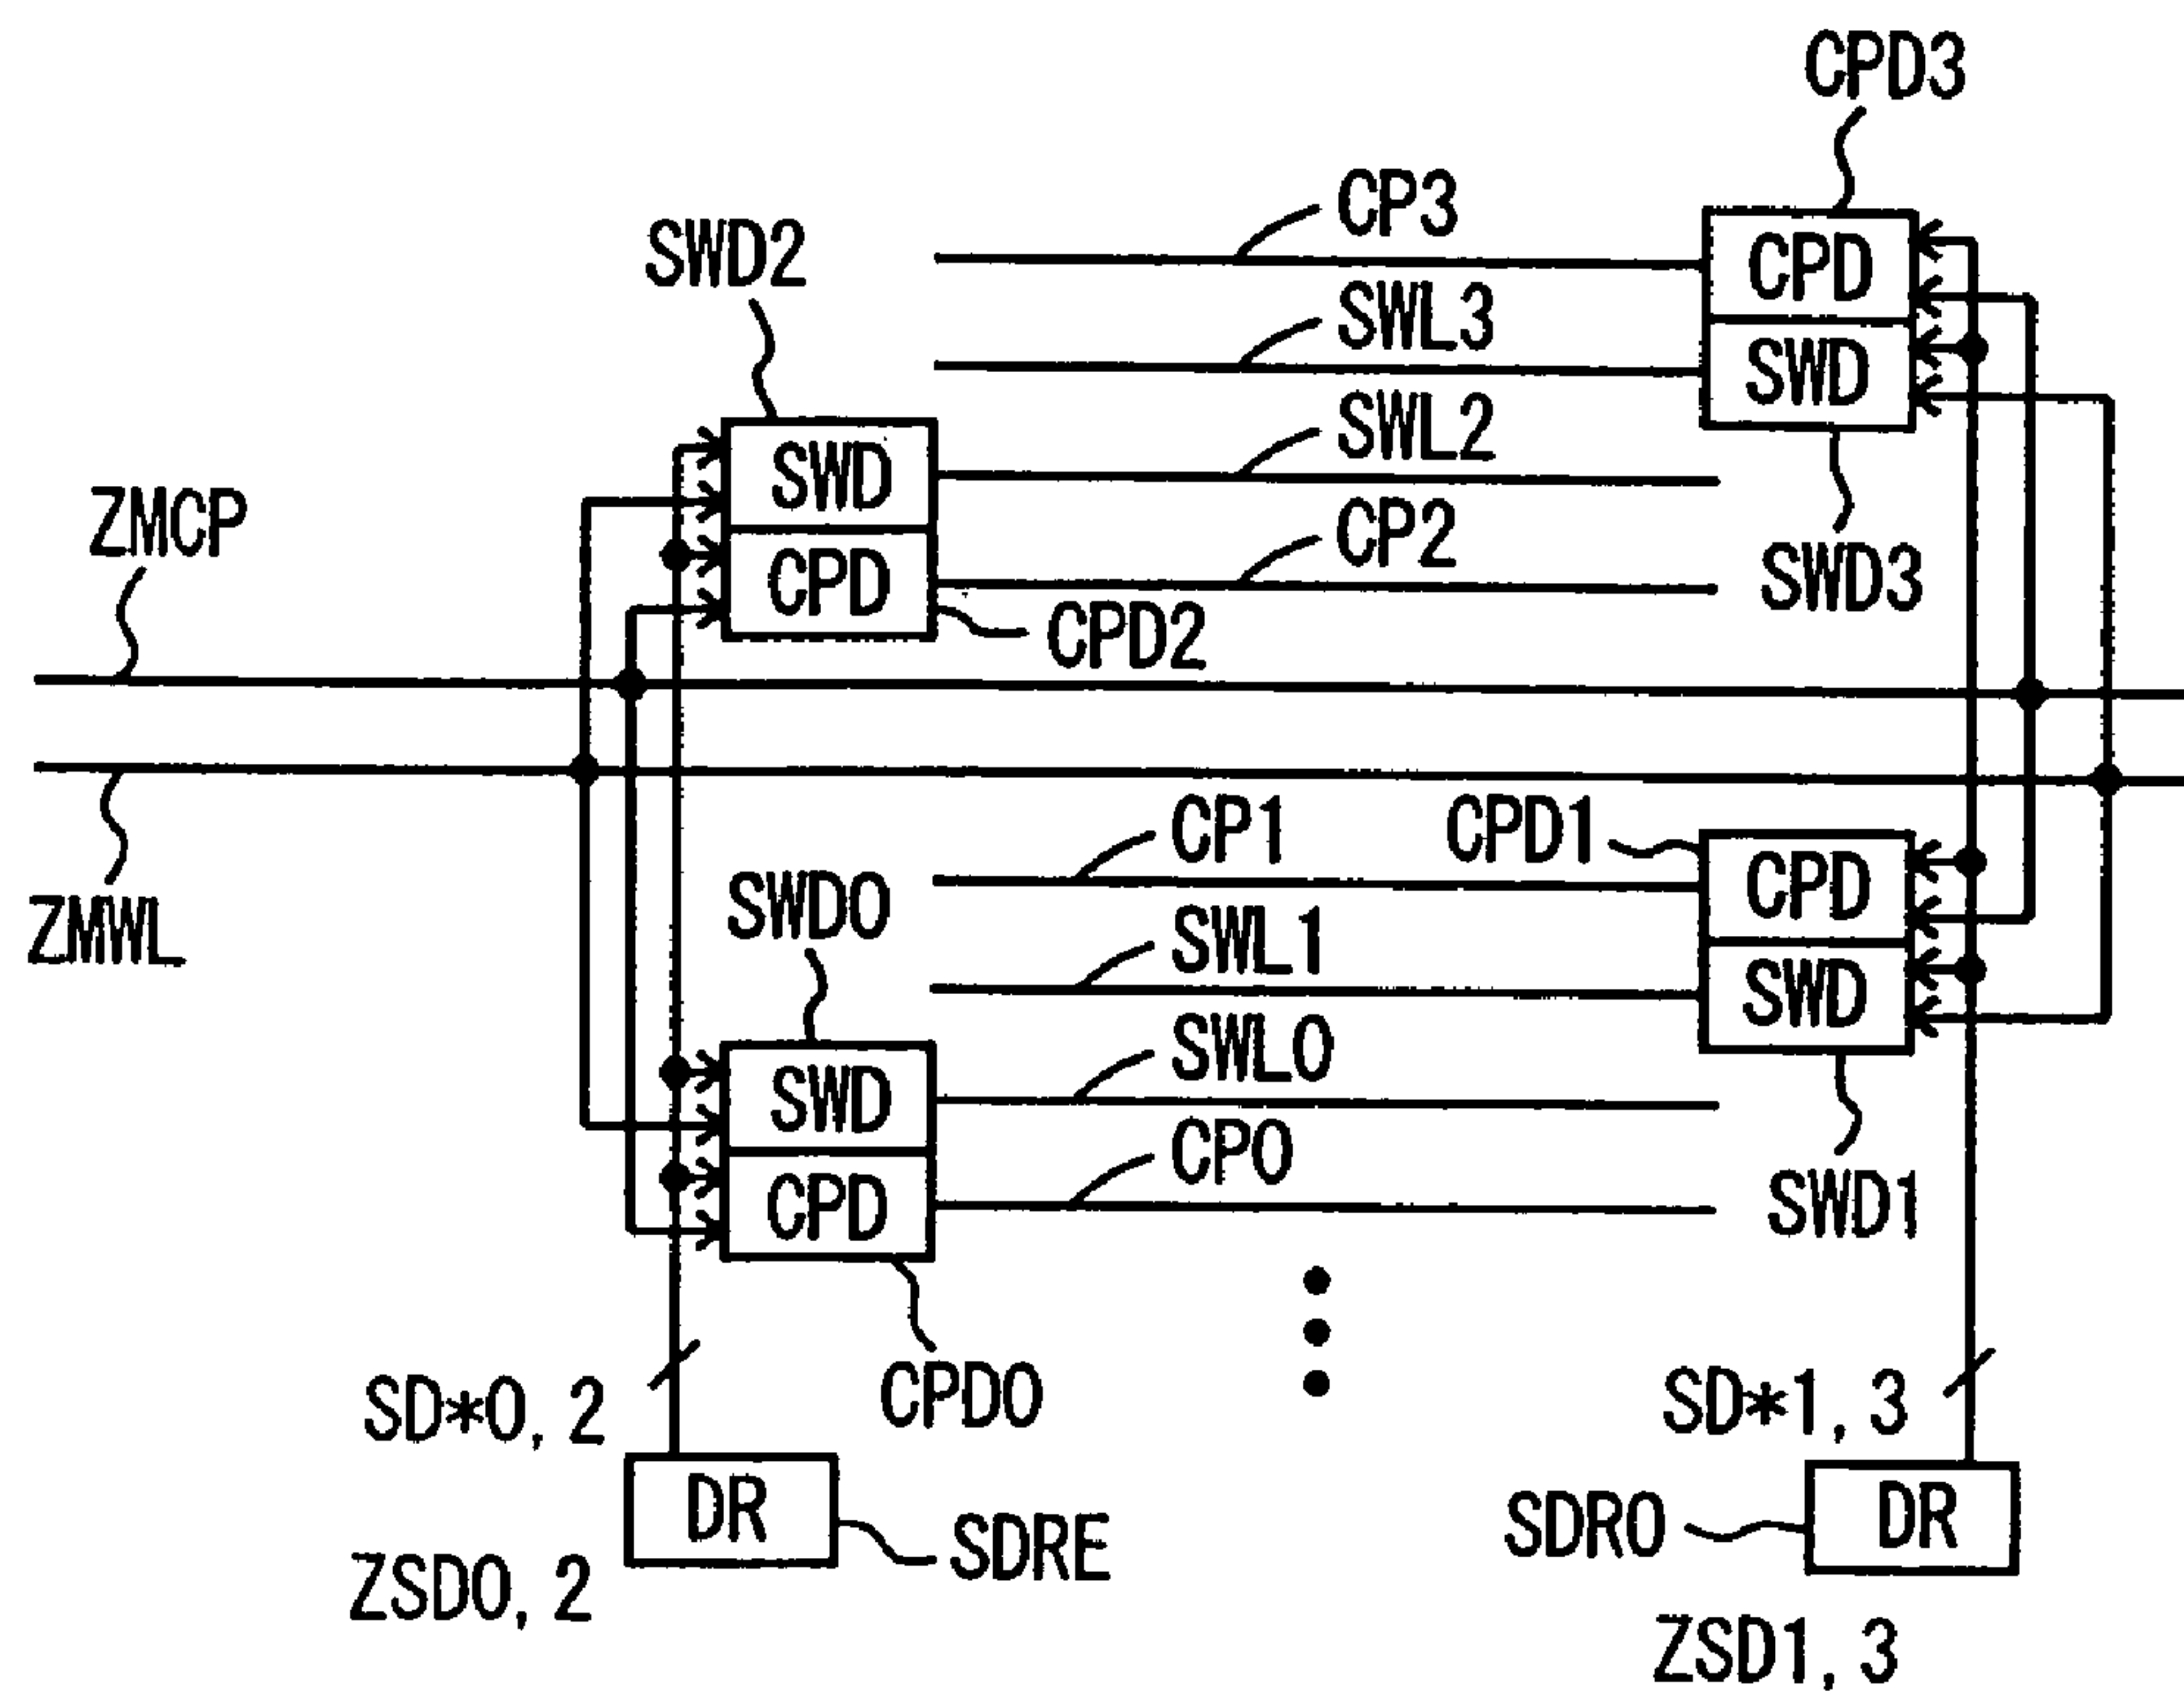 CPD3
CP3
SWD2
CPD
SWL3
SWD
SWL2
SWD
ZMCP
CP2
SWD3
CPD
CPD2
CP1
CPD1
CPD
SWD0
ZMWL
SWL1
SWD
SWL0
SWD
CP0
CPD
SWD1
CPD0
SD*0, 2
SD*1, 3
DR
DR
SDRE
SDRO
ZSD0, 2
ZSD1, 3